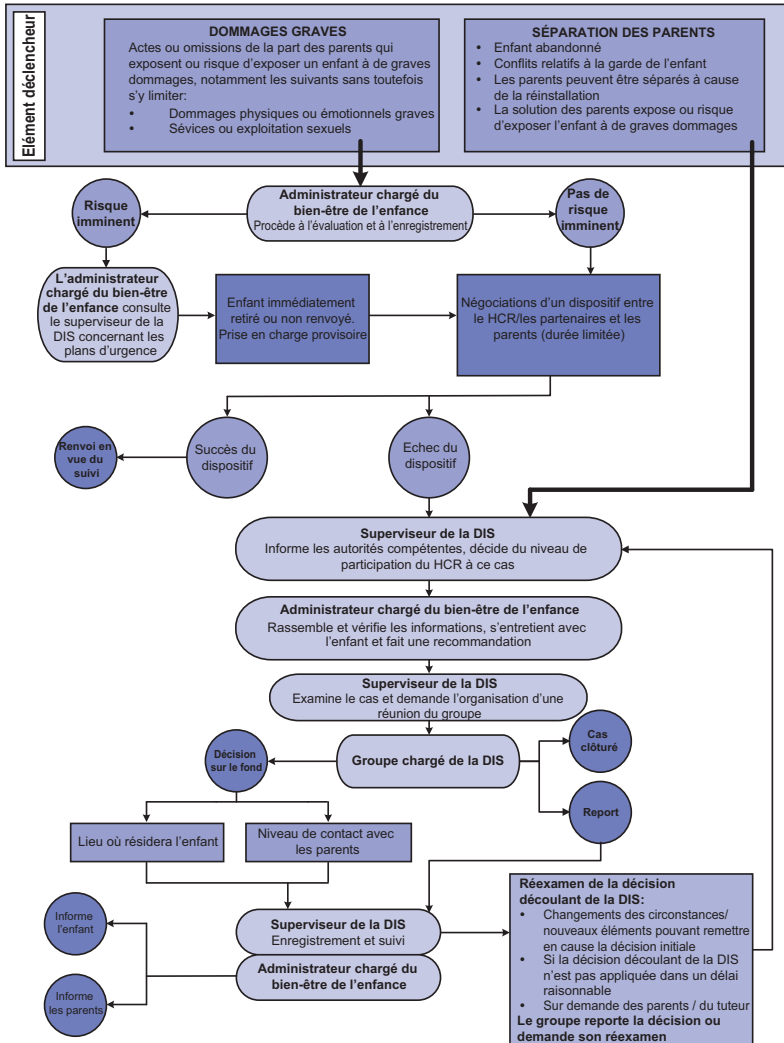 Elément déclencheur
DOMMAGES GRAVES
Actes ou omissions de la part des parents qui
exposent ou risque d'exposer un enfant à de graves
dommages, notamment les suivants sans toutefois
s'y limiter:
• Dommages physiques ou émotionnels graves
• Sévices ou exploitation sexuels
SÉPARATION DES PARENTS
• Enfant abandonné
• Conflits relatifs à la garde de l'enfant
• Les parents peuvent être séparés à cause
de la réinstallation
• La solution des parents expose ou risque
d'exposer l'enfant à de graves dommages
Risque
imminent
Administrateur chargé du
bien-être de l'enfance
Procède à l'évaluation et à l'enregistrement
Pas de
risque
imminent
L'administrateur
chargé du bien-être
de l'enfance consulte
le superviseur de la
DIS concernant les
plans d'urgence
Enfant immédiatement
retiré ou non renvoyé.
Prise en charge provisoire
Négociations d'un dispositif entre
le HCR/les partenaires et les
parents (durée limitée)
Renvoi en
vue du
suivi
Succès du
dispositif
Echec du
dispositif
Superviseur de la DIS
Informe les autorités compétentes, décide du niveau de
participation du HCR à ce cas
Administrateur chargé du bien-être de l'enfance
Rassemble et vérifie les informations, s'entretient avec
l'enfant et fait une recommandation
Superviseur de la DIS
Examine le cas et demande l'organisation d'une
réunion du groupe
Décision
sur le fond
Groupe chargé de la DIS
Cas
clôturé
Report
Lieu où résidera l'enfant
Niveau de contact avec
les parents
Informe
l'enfant
Informe
les parents
Superviseur de la DIS
Enregistrement et suivi
Administrateur chargé du
bien-être de l'enfance
Réexamen de la décision
découlant de la DIS:
• Changements des circonstances/
nouveaux éléments pouvant remettre
en cause la décision initiale
• Si la décision découlant de la DIS
n'est pas appliquée dans un délai
raisonnable
• Sur demande des parents / du tuteur
Le groupe reporte la décision ou
demande son réexamen